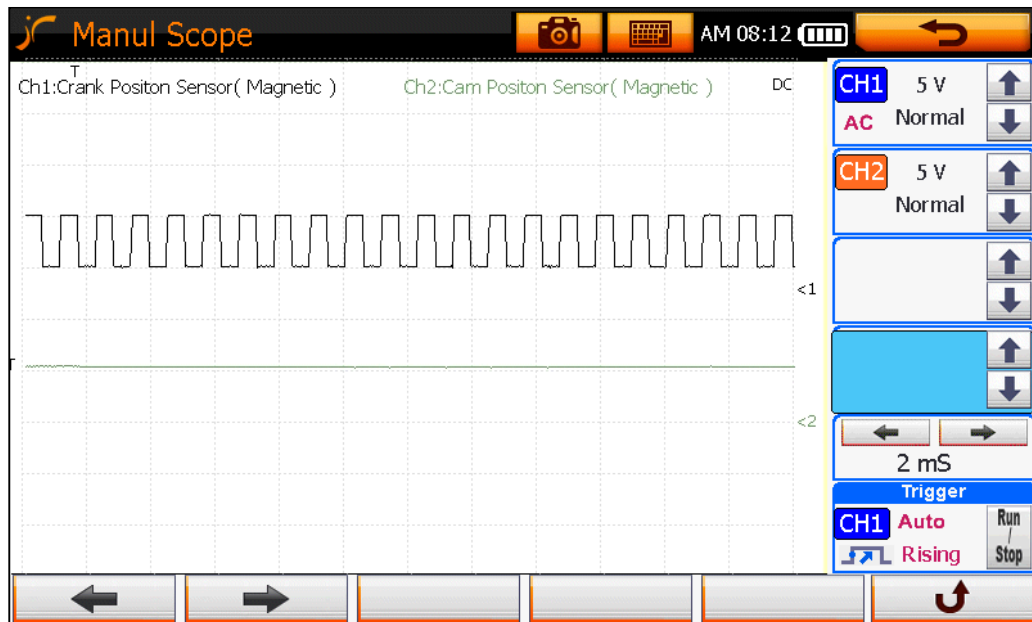 Manul Scope
AM 08:12
T
Ch1:Crank Positon Sensor( Magnetic )
Ch2:Cam Positon Sensor( Magnetic )
DC
CH1
5 V
AC
Normal
CH2
5 V
Normal
<1
T
<2
2 mS
Trigger
CH1
Auto
Rising
Run
/
Stop